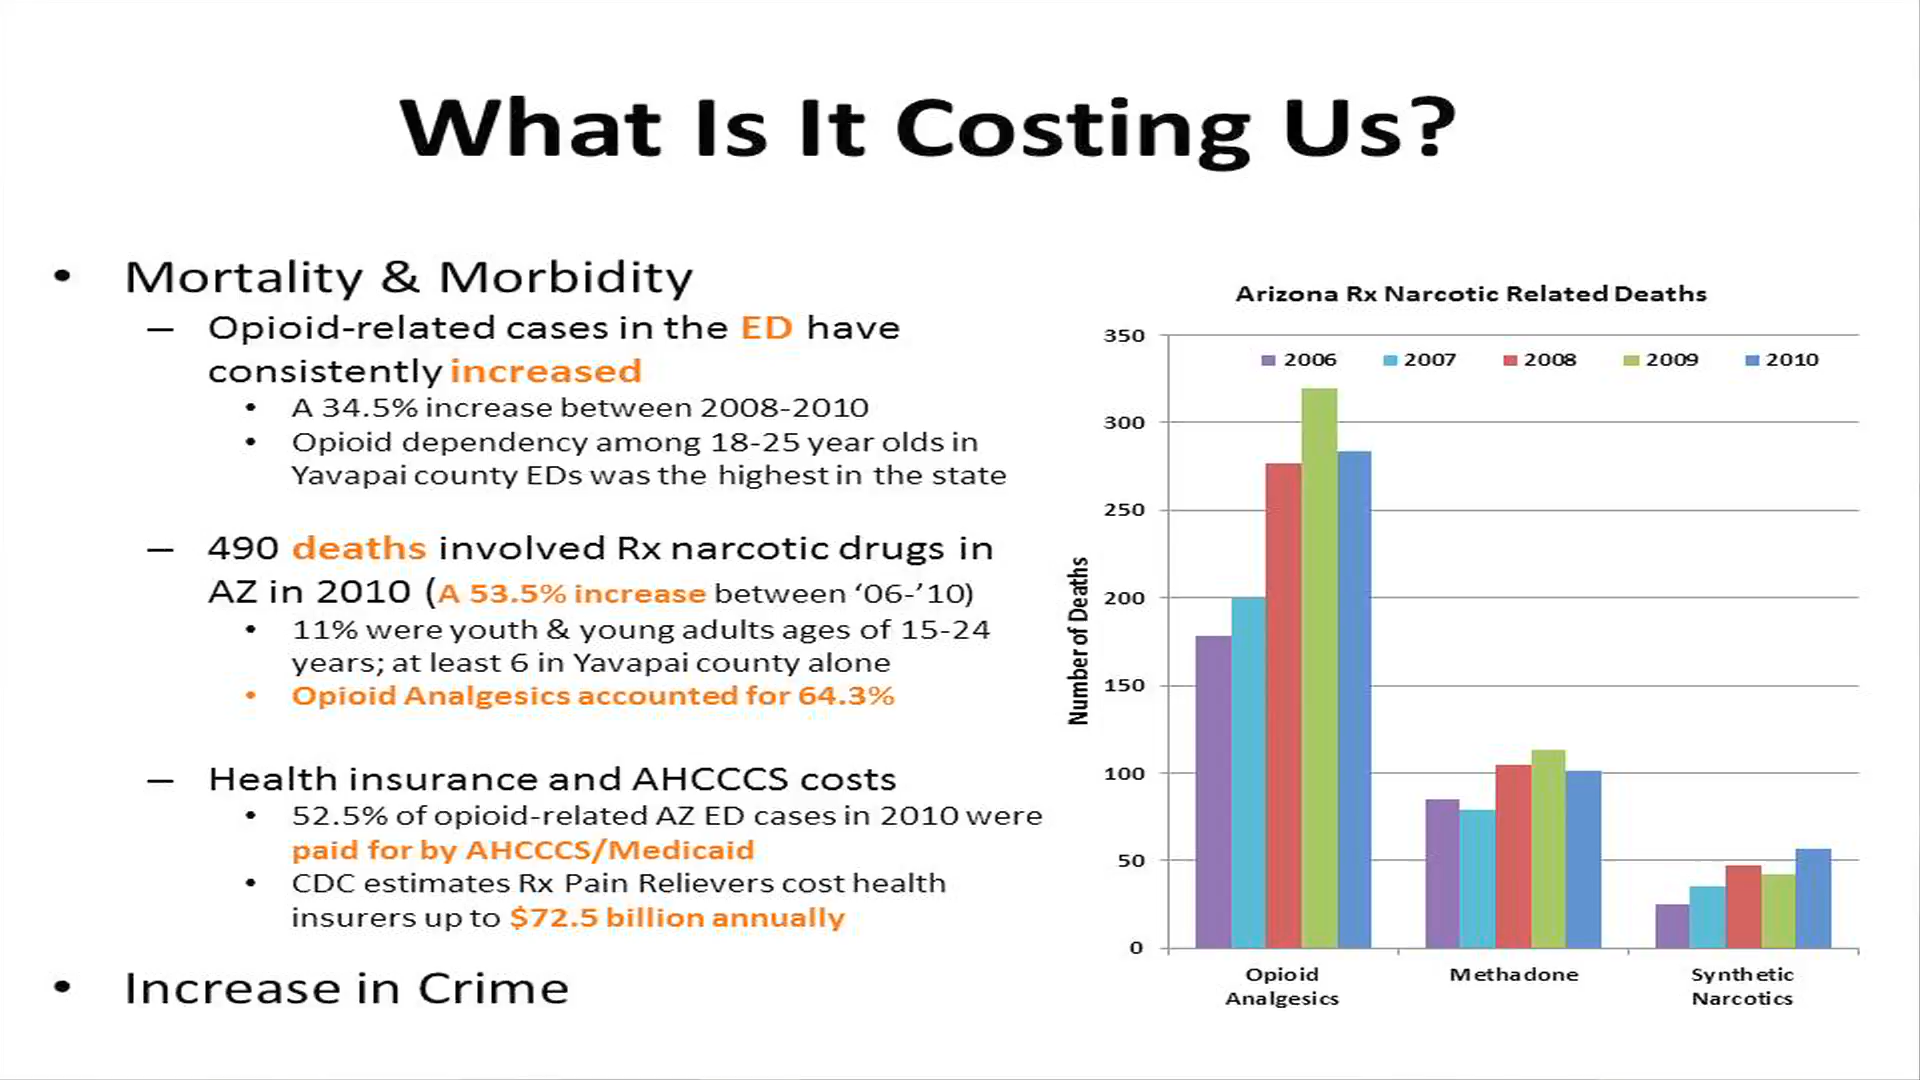 What Is It Costing Us?
• Mortality & Morbidity
– Opioid-related cases in the ED have
consistently increased
• A 34.5% increase between 2008-2010
• Opioid dependency among 18-25 year olds in
Yavapai county EDs was the highest in the state
– 490 deaths involved Rx narcotic drugs in
AZ in 2010 (A 53.5% increase between ‘06-’10)
• 11% were youth & young adults ages of 15-24
years; at least 6 in Yavapai county alone
• Opioid Analgesics accounted for 64.3%
– Health insurance and AHCCCS costs
• 52.5% of opioid-related AZ ED cases in 2010 were
paid for by AHCCCS/Medicaid
• CDC estimates Rx Pain Relievers cost health
insurers up to $72.5 billion annually
• Increase in Crime
Arizona Rx Narcotic Related Deaths
2006 2007 2008 2009 2010
Number of Deaths
350
300
250
200
150
100
50
0
Opioid
Analgesics
Methadone
Synthetic
Narcotics